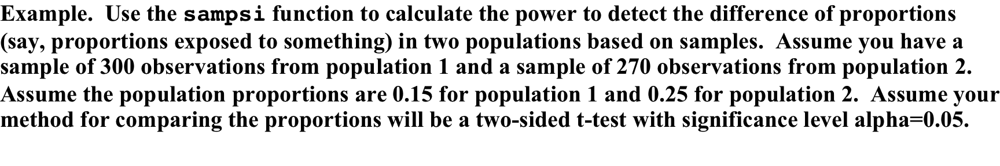 Example.  Use the sampsi function to calculate the power to detect the difference of proportions
(say, proportions exposed to something) in two populations based on samples.  Assume you have a
sample of 300 observations from population 1 and a sample of 270 observations from population 2.
Assume the population proportions are 0.15 for population 1 and 0.25 for population 2.  Assume your
method for comparing the proportions will be a two-sided t-test with significance level alpha=0.05.